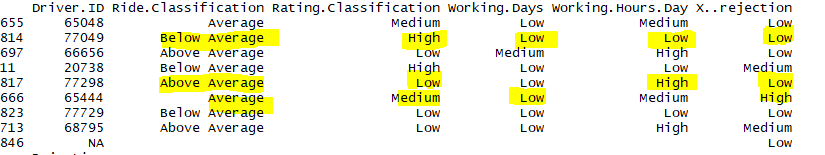 Driver.ID Ride.Classification Rating.Classification Working.Days Working.Hours.Day X..rejection
655 65048 Average Medium Low Medium Low
814 77049 Below Average High Low Low Low
697 66656 Above Average Low Medium High Low
11 20738 Below Average High Low Low Medium
817 77298 Above Average Low Low High Low
666 65444 Average Medium Low Medium High
823 77729 Below Average Low Low Low Low
713 68795 Above Average Low Low High Medium
846 NA Low